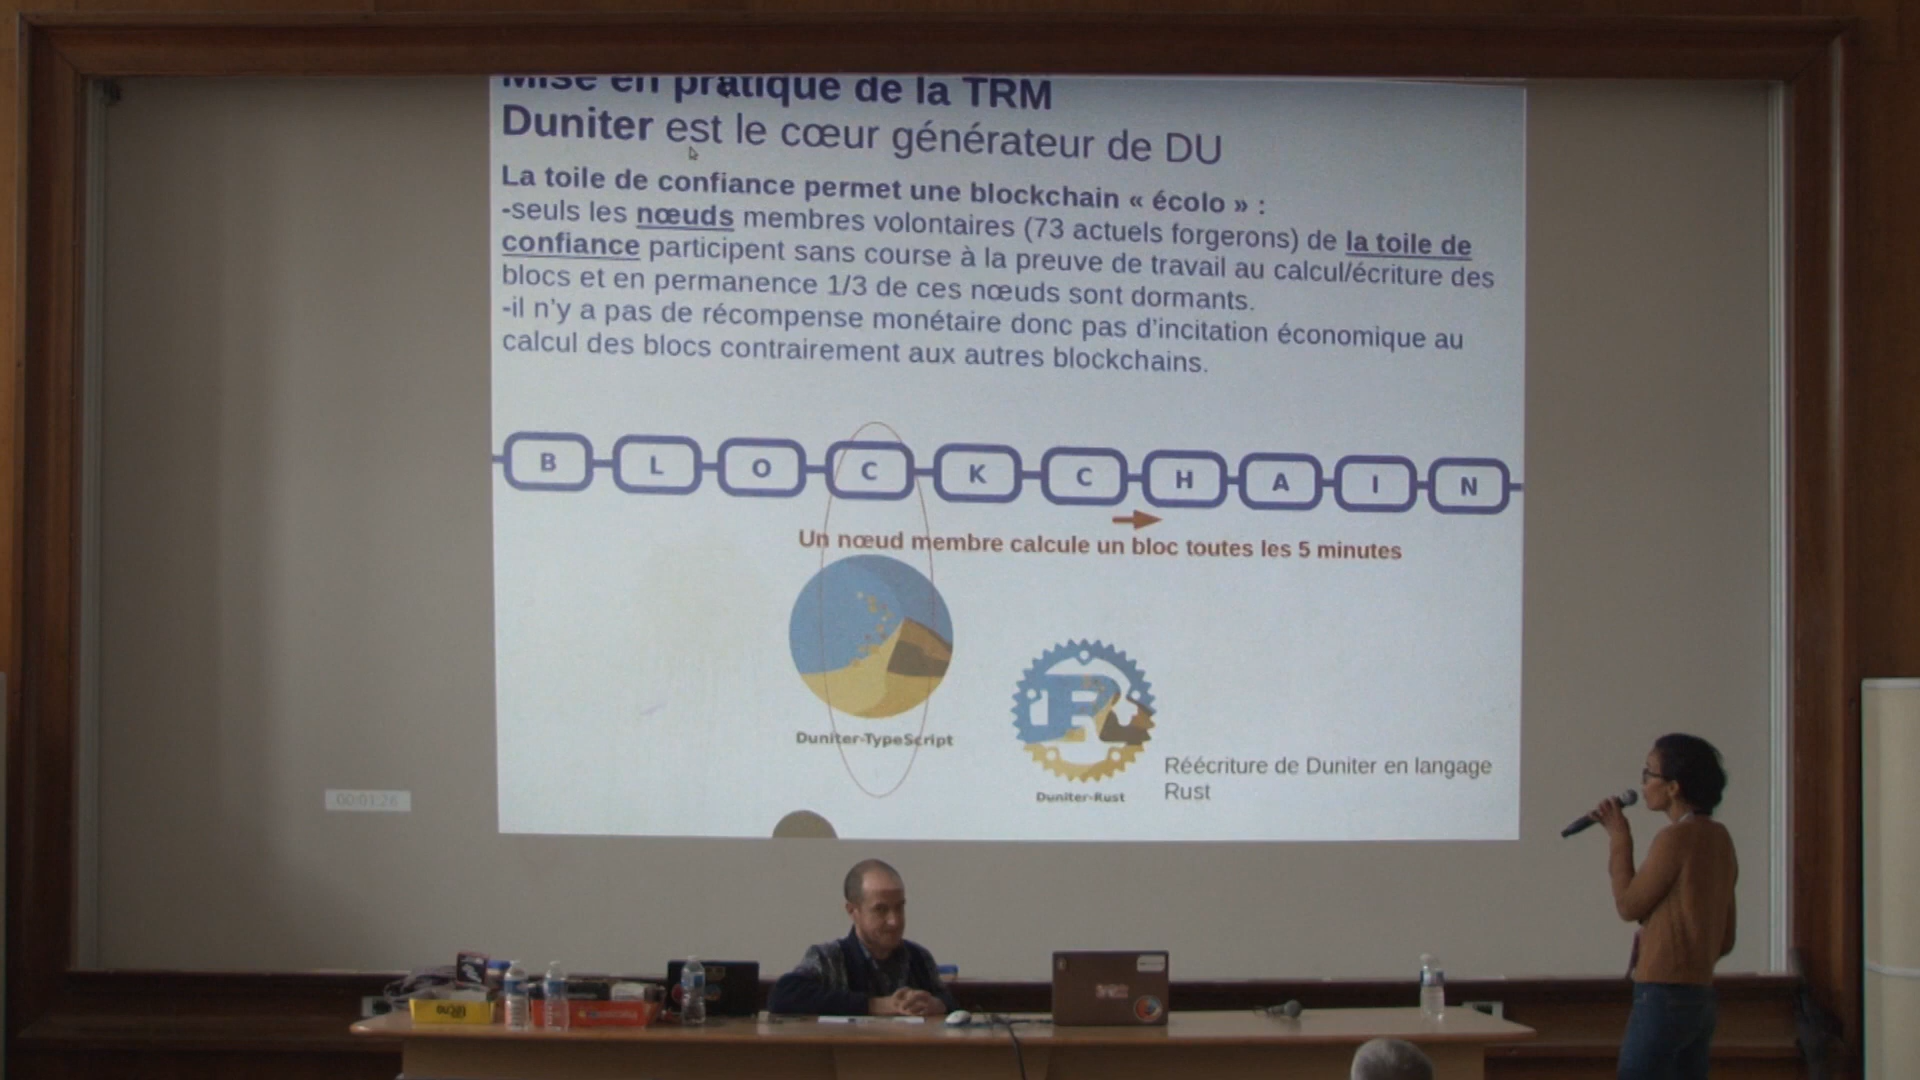 Mise en pratique de la TRM
Duniter est le cœur générateur de DU
La toile de confiance permet une blockchain « écolo » :
-seuls les nœuds membres volontaires (73 actuels forgerons) de la toile de
confiance participent sans course à la preuve de travail au calcul/écriture des
blocs et en permanence 1/3 de ces nœuds sont dormants.
-il n'y a pas de récompense monétaire donc pas d'incitation économique au
calcul des blocs contrairement aux autres blockchains.
B L O C K C H A I N
Un nœud membre calcule un bloc toutes les 5 minutes
Duniter-TypeScript
R
Duniter-Rust
Réécriture de Duniter en langage
Rust
00:01:26